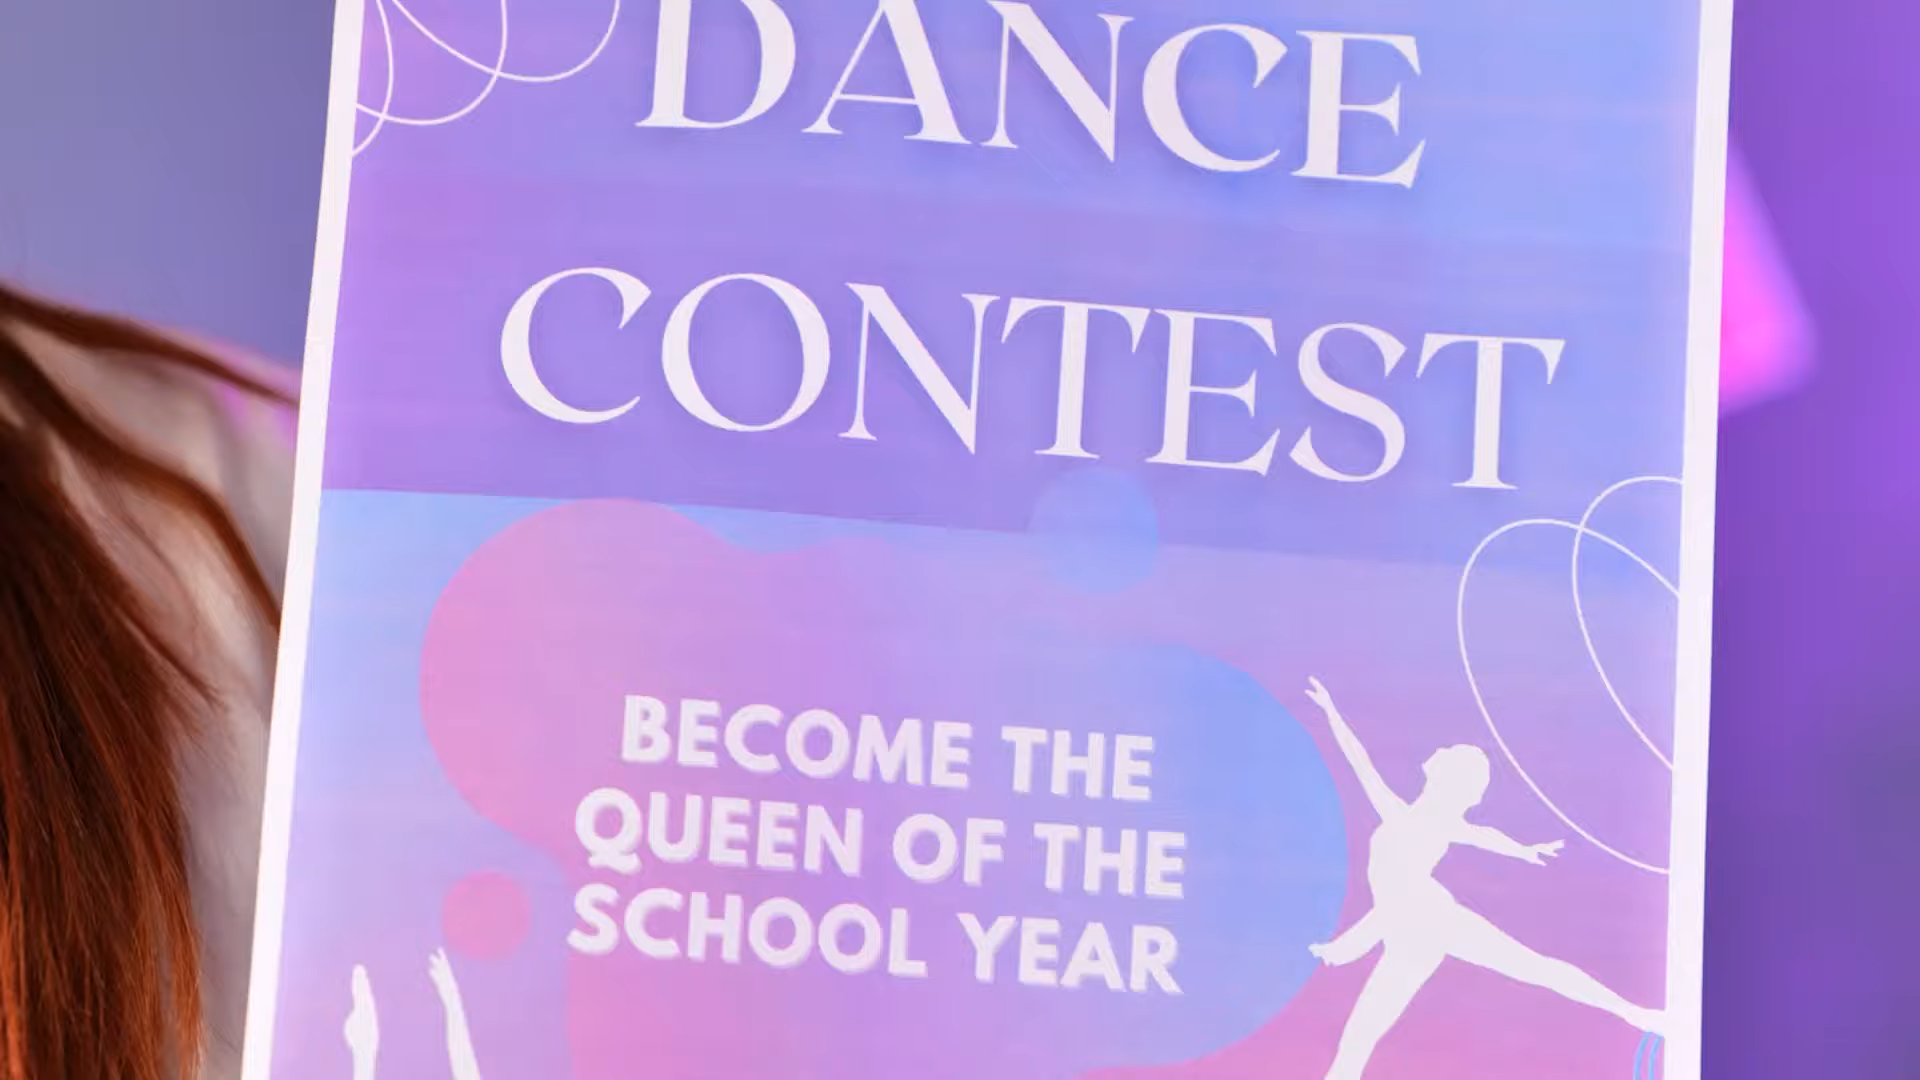 DANCE
CONTEST
BECOME THE
QUEEN OF THE
SCHOOL YEAR